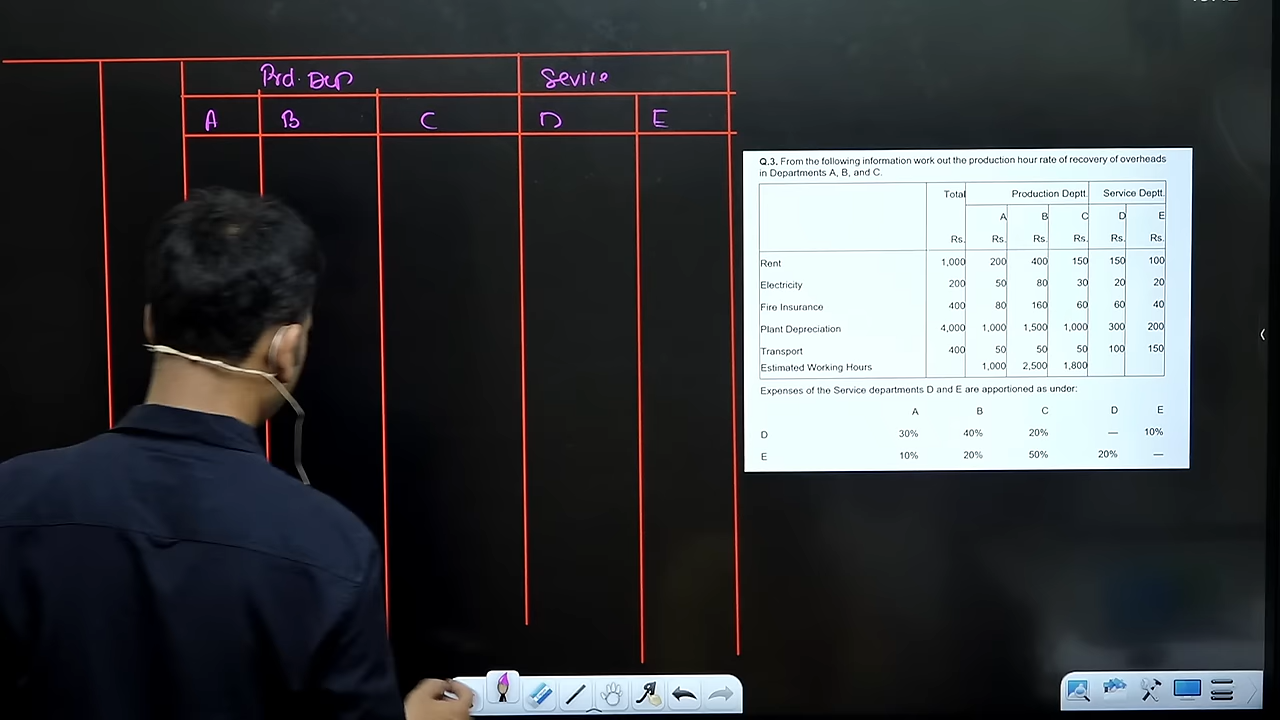 Prd. Dep Sevile
A B C D E
Q.3. From the following information work out the production hour rate of recovery of overheads
in Departments A, B, and C.
Total Production Deptt. Service Deptt.
A B C D E
Rs. Rs. Rs. Rs. Rs. Rs.
Rent 1,000 200 400 150 150 100
Electricity 200 50 80 30 20 20
Fire Insurance 400 80 160 60 60 40
Plant Depreciation 4,000 1,000 1,500 1,000 300 200
Transport 400 50 50 50 100 150
Estimated Working Hours 1,000 2,500 1,800
Expenses of the Service departments D and E are apportioned as under:
A B C D E
D 30% 40% 20% — 10%
E 10% 20% 50% 20% —